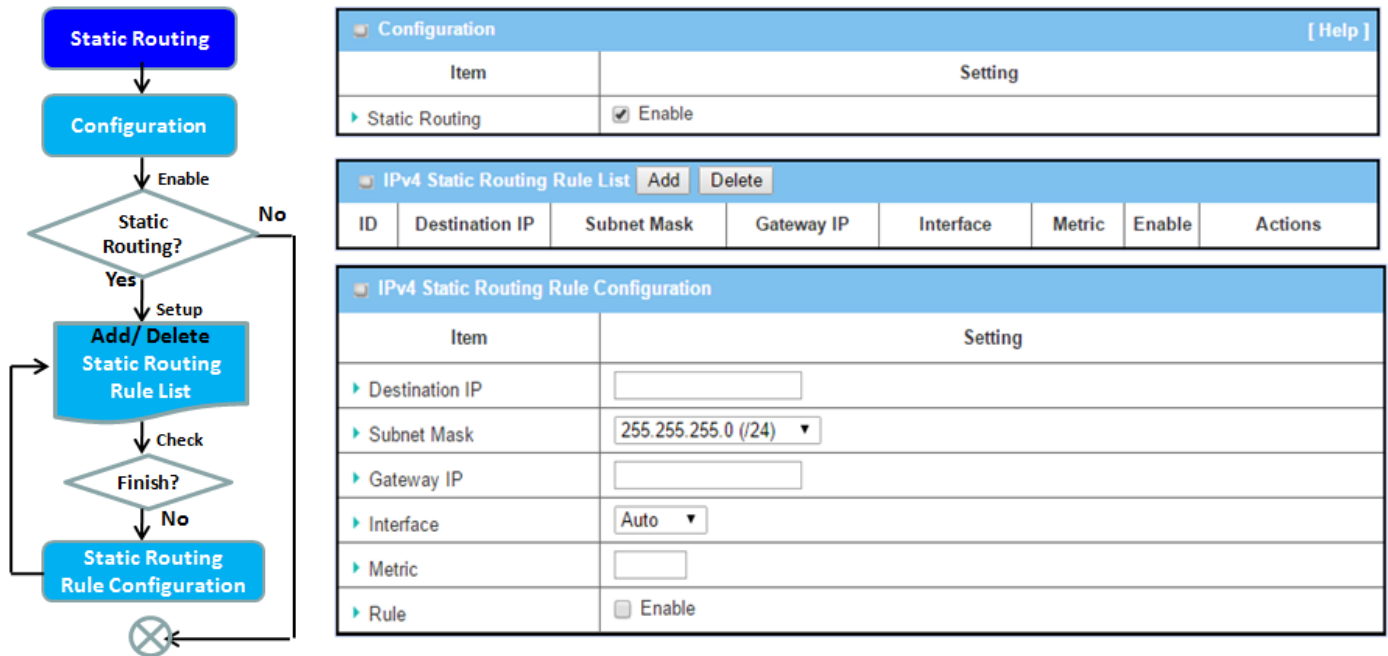 Static Routing
Configuration
Enable
Static
Routing?
No
Yes
Setup
Add/ Delete
Static Routing
Rule List
Check
Finish?
No
Static Routing
Rule Configuration
Configuration [ Help ]
Item Setting
Static Routing Enable
IPv4 Static Routing Rule List Add Delete
ID Destination IP Subnet Mask Gateway IP Interface Metric Enable Actions
IPv4 Static Routing Rule Configuration
Item Setting
Destination IP
Subnet Mask 255.255.255.0 (/24)
Gateway IP
Interface Auto
Metric
Rule Enable